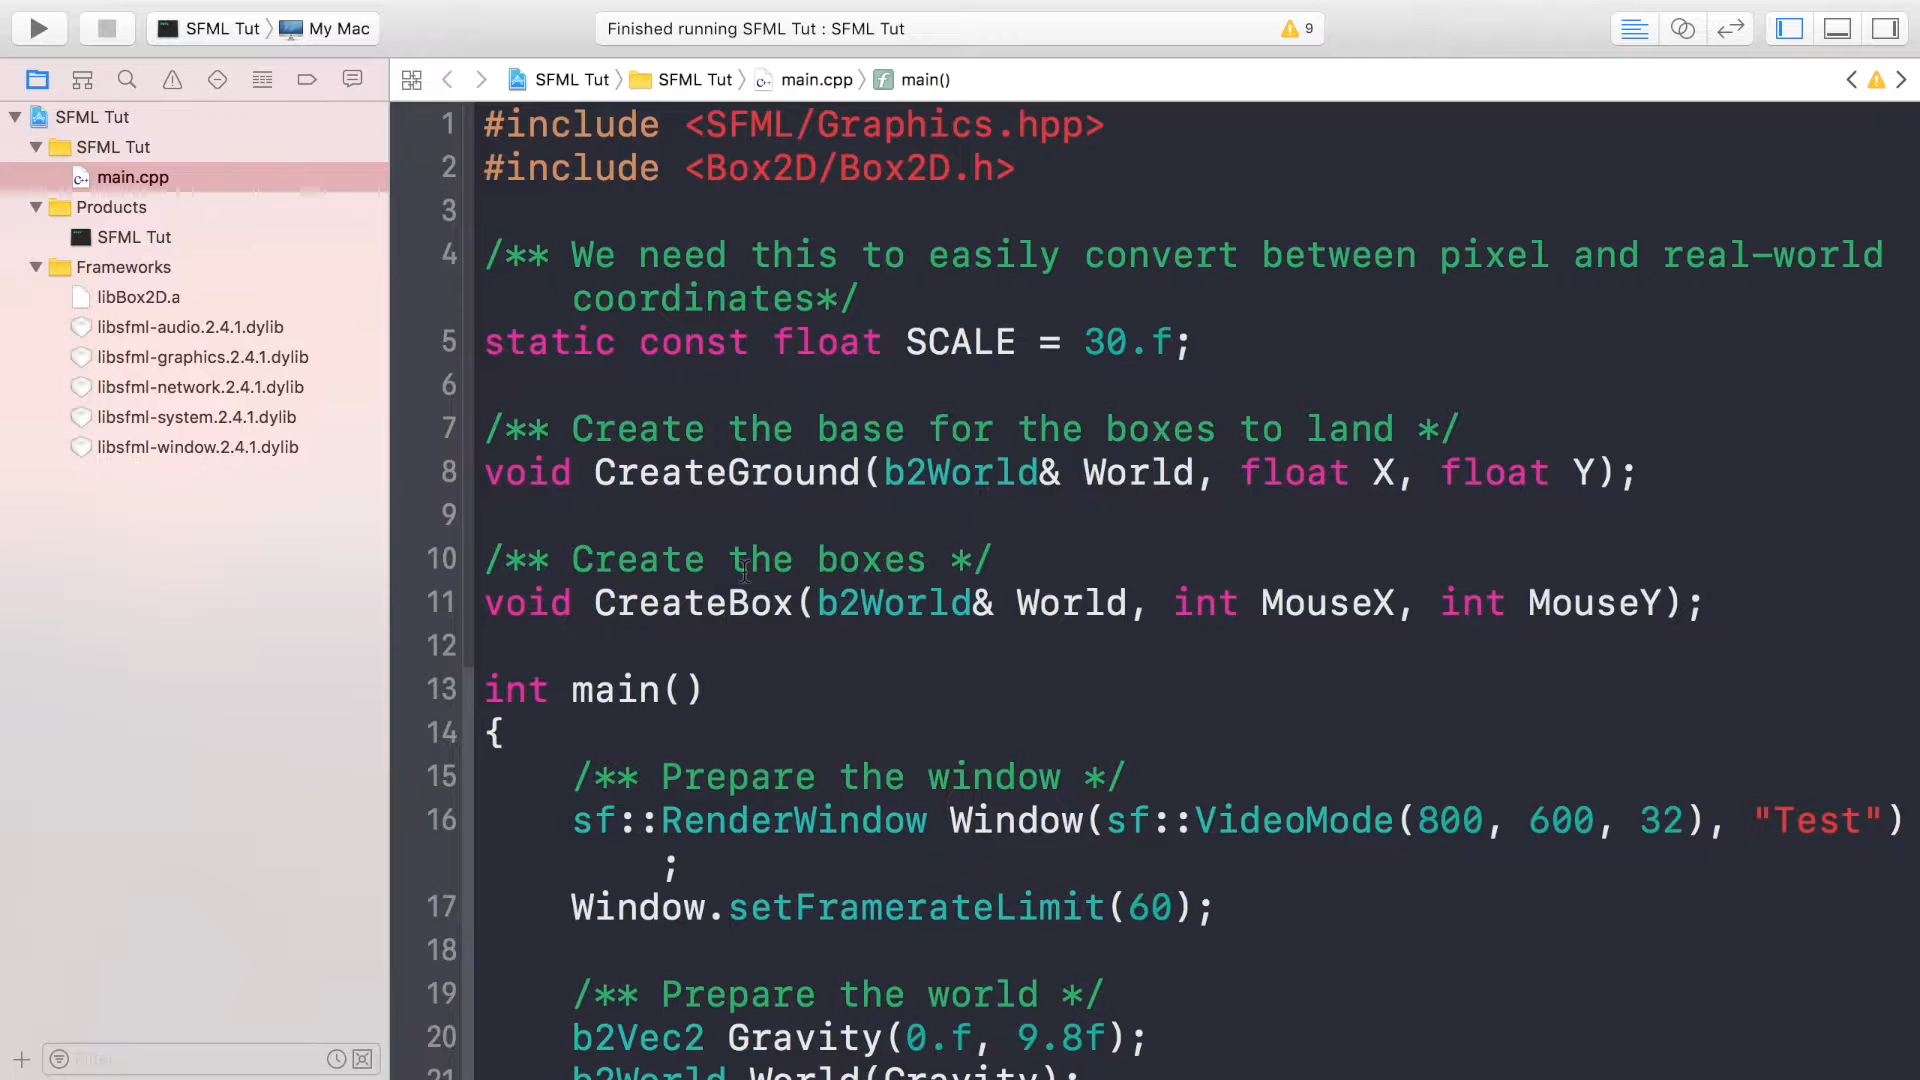 SFML Tut
My Mac
Finished running SFML Tut : SFML Tut
9
SFML Tut
SFML Tut
main.cpp
main()
SFML Tut
SFML Tut
main.cpp
Products
SFML Tut
Frameworks
libBox2D.a
libsfml-audio.2.4.1.dylib
libsfml-graphics.2.4.1.dylib
libsfml-network.2.4.1.dylib
libsfml-system.2.4.1.dylib
libsfml-window.2.4.1.dylib
Filter
1 #include <SFML/Graphics.hpp>
2 #include <Box2D/Box2D.h>
3
4 /** We need this to easily convert between pixel and real-world
coordinates*/
5 static const float SCALE = 30.f;
6
7 /** Create the base for the boxes to land */
8 void CreateGround(b2World& World, float X, float Y);
9
10 /** Create the boxes */
11 void CreateBox(b2World& World, int MouseX, int MouseY);
12
13 int main()
14 {
15 /** Prepare the window */
16 sf::RenderWindow Window(sf::VideoMode(800, 600, 32), "Test")
;
17 Window.setFramerateLimit(60);
18
19 /** Prepare the world */
20 b2Vec2 Gravity(0.f, 9.8f);
21 b2World World(Gravity);